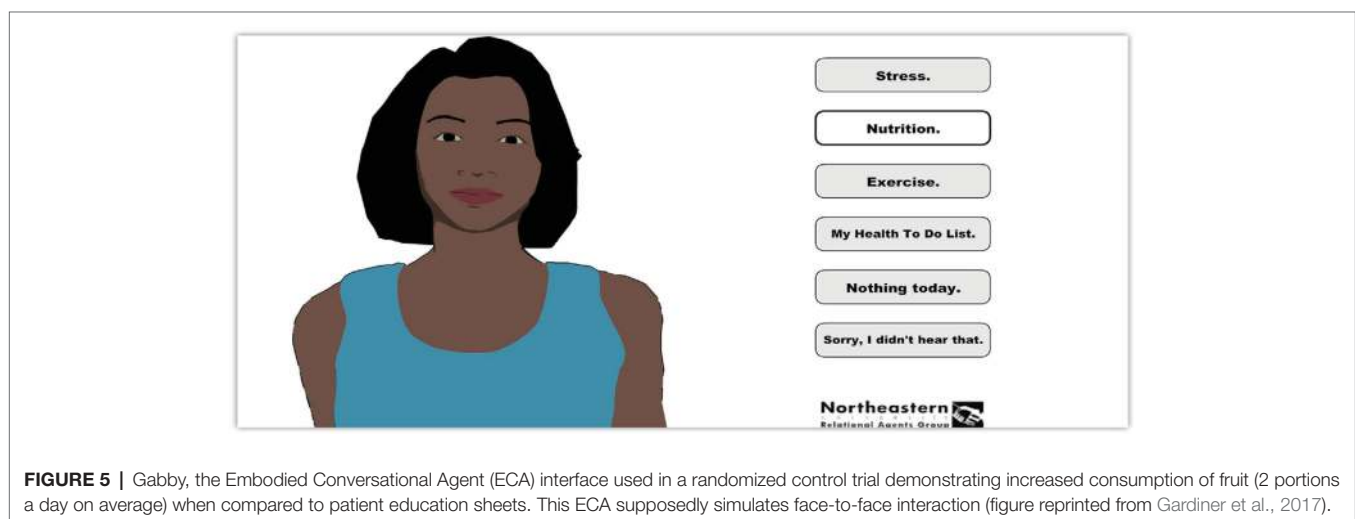 Stress.
Nutrition.
Exercise.
My Health To Do List.
Nothing today.
Sorry, I didn't hear that.
Northeastern
Relational Agents Group
FIGURE 5 | Gabby, the Embodied Conversational Agent (ECA) interface used in a randomized control trial demonstrating increased consumption of fruit (2 portions
a day on average) when compared to patient education sheets. This ECA supposedly simulates face-to-face interaction (figure reprinted from Gardiner et al., 2017).